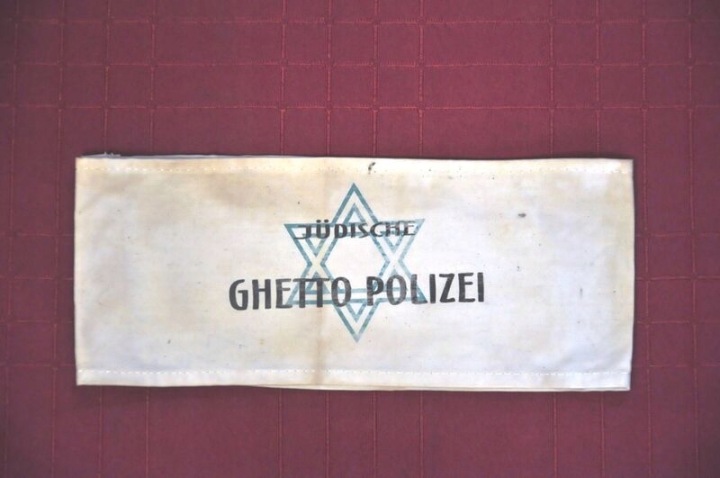 JÜDISCHE
GHETTO POLIZEI